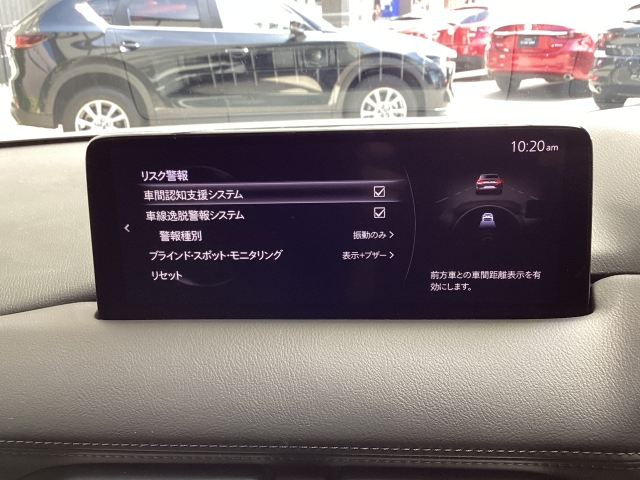 10:20am
リスク警報
車間認知支援システム
車線逸脱警報システム
警報種別 振動のみ
ブラインド・スポット・モニタリング 表示+ブザー
リセット
前方車との車間距離表示を有
効にします。